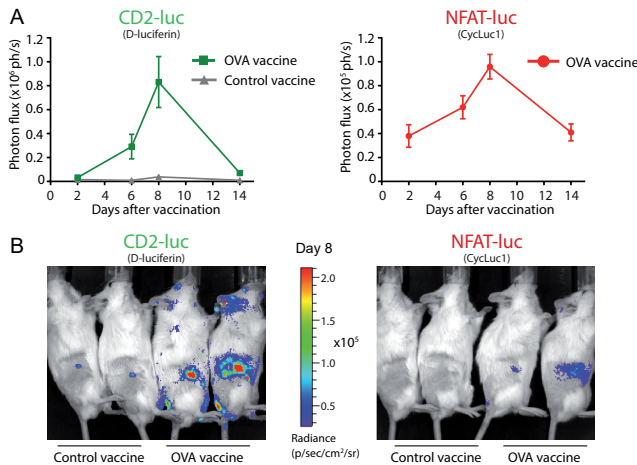 A
CD2-luc
(D-luciferin)
Photon flux (x10⁶ ph/s)
1.2
1.0
0.8
0.6
0.4
0.2
0
OVA vaccine
Control vaccine
0 2 4 6 8 10 12 14
Days after vaccination
NFAT-luc
(CycLuc1)
Photon flux (x10⁵ ph/s)
1.2
1.0
0.8
0.6
0.4
0.2
0
OVA vaccine
0 2 4 6 8 10 12 14
Days after vaccination
B
CD2-luc
(D-luciferin)
Control vaccine OVA vaccine
Day 8
2.0
1.5
x10⁵
1.0
0.5
Radiance
(p/sec/cm²/sr)
NFAT-luc
(CycLuc1)
Control vaccine OVA vaccine